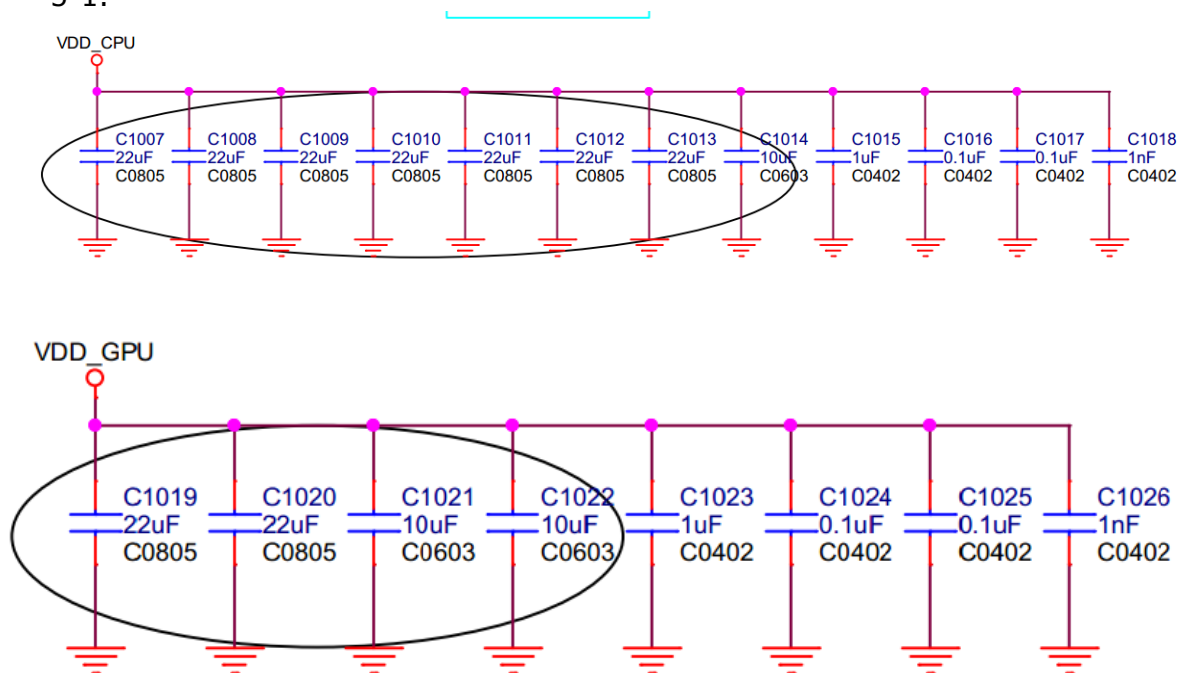 VDD_CPU
C1007 C1008 C1009 C1010 C1011 C1012 C1013 C1014 C1015 C1016 C1017 C1018
22uF 22uF 22uF 22uF 22uF 22uF 22uF 10uF 1uF 0.1uF 0.1uF 1nF
C0805 C0805 C0805 C0805 C0805 C0805 C0805 C0603 C0402 C0402 C0402 C0402
VDD_GPU
C1019 C1020 C1021 C1022 C1023 C1024 C1025 C1026
22uF 22uF 10uF 10uF 1uF 0.1uF 0.1uF 1nF
C0805 C0805 C0603 C0603 C0402 C0402 C0402 C0402